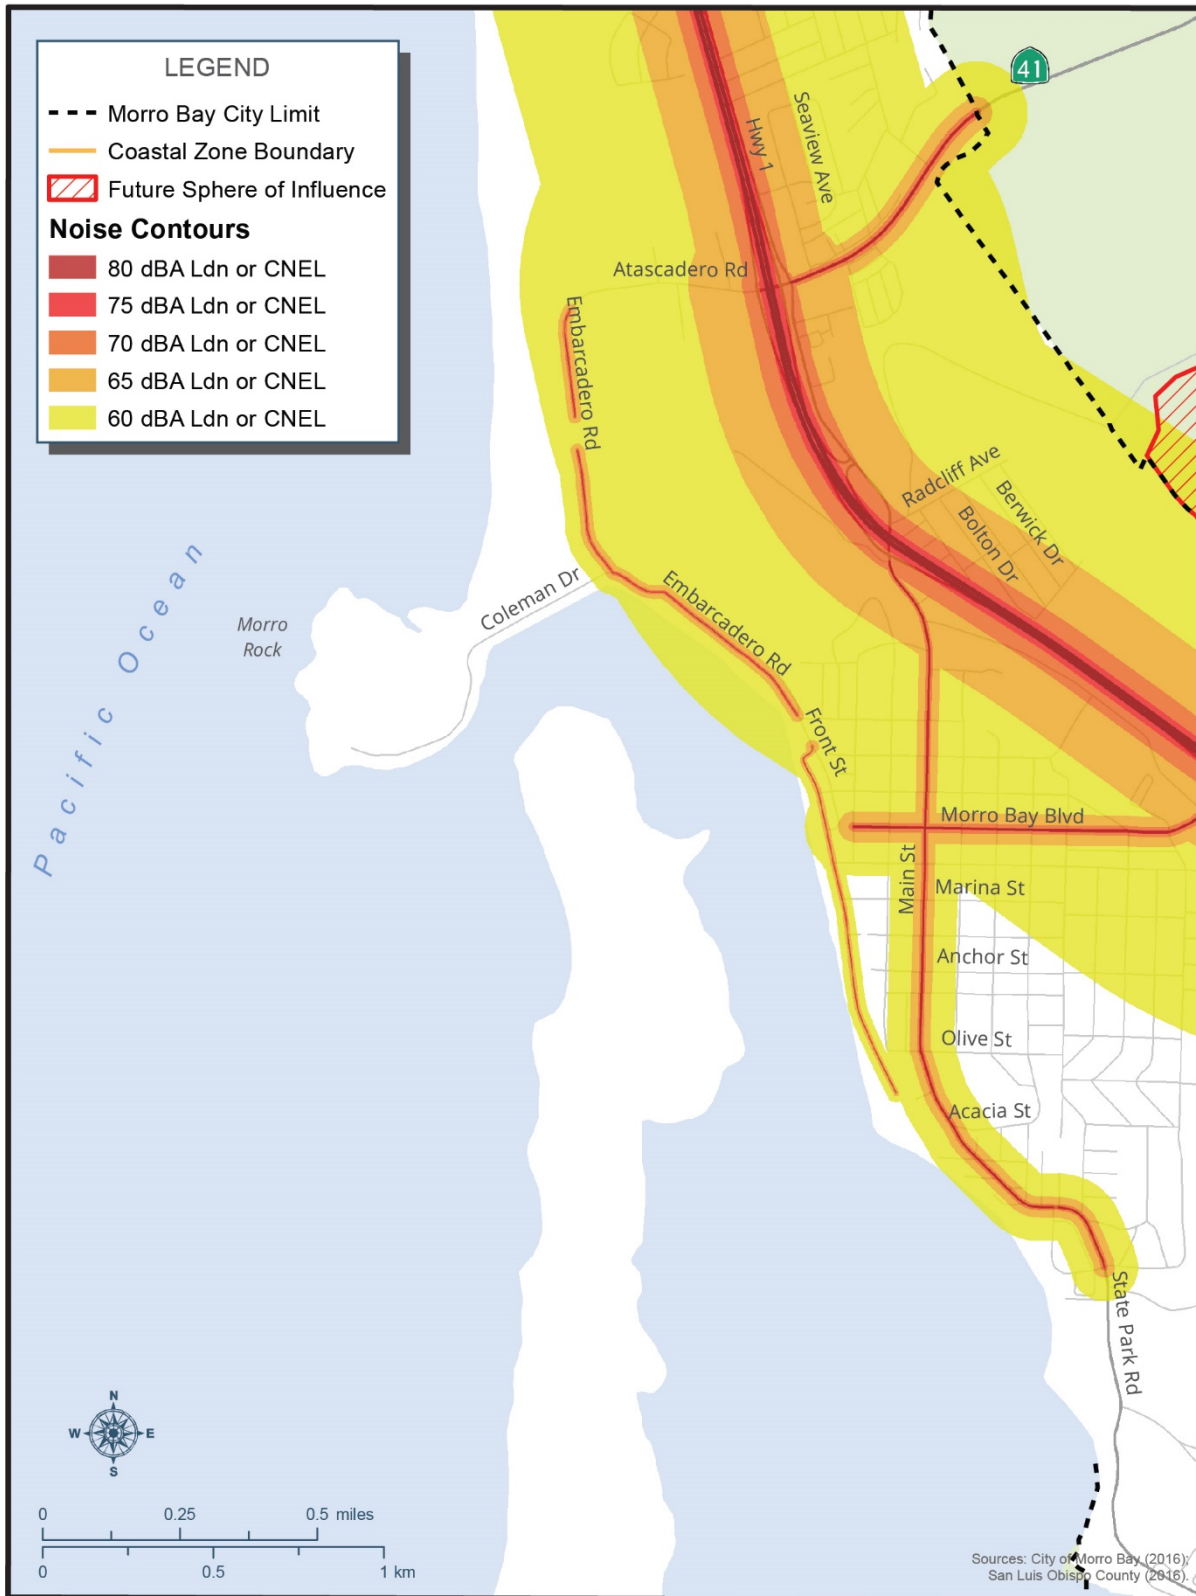 LEGEND
Morro Bay City Limit
Coastal Zone Boundary
Future Sphere of Influence
Noise Contours
80 dBA Ldn or CNEL
75 dBA Ldn or CNEL
70 dBA Ldn or CNEL
65 dBA Ldn or CNEL
60 dBA Ldn or CNEL
41
Seaview Ave
Hwy 1
Atascadero Rd
Embarcadero Rd
Radcliff Ave
Berwick Dr
Bolton Dr
Coleman Dr
Embarcadero Rd
Morro
Rock
Pacific Ocean
Front St
Morro Bay Blvd
Main St
Marina St
Anchor St
Olive St
Acacia St
State Park Rd
N
W E
S
0 0.25 0.5 miles
0 0.5 1 km
Sources: City of Morro Bay (2016);
San Luis Obispo County (2016).